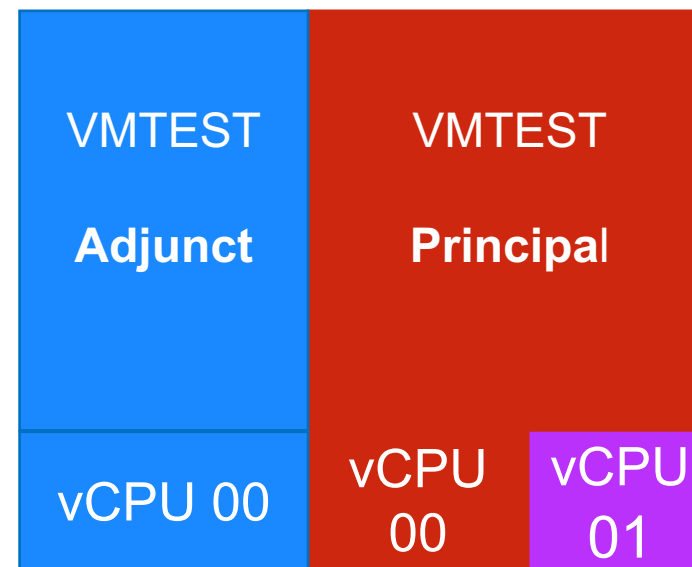 VMTEST
Adjunct
vCPU 00
VMTEST
Principal
vCPU
00
vCPU
01